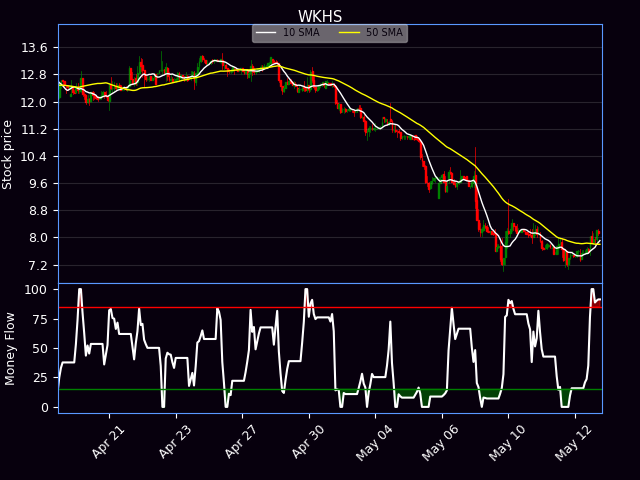 WKHS
10 SMA
50 SMA
Stock price
13.6
12.8
12.0
11.2
10.4
9.6
8.8
8.0
7.2
Money Flow
100
75
50
25
0
Apr 21
Apr 23
Apr 27
Apr 30
May 04
May 06
May 10
May 12